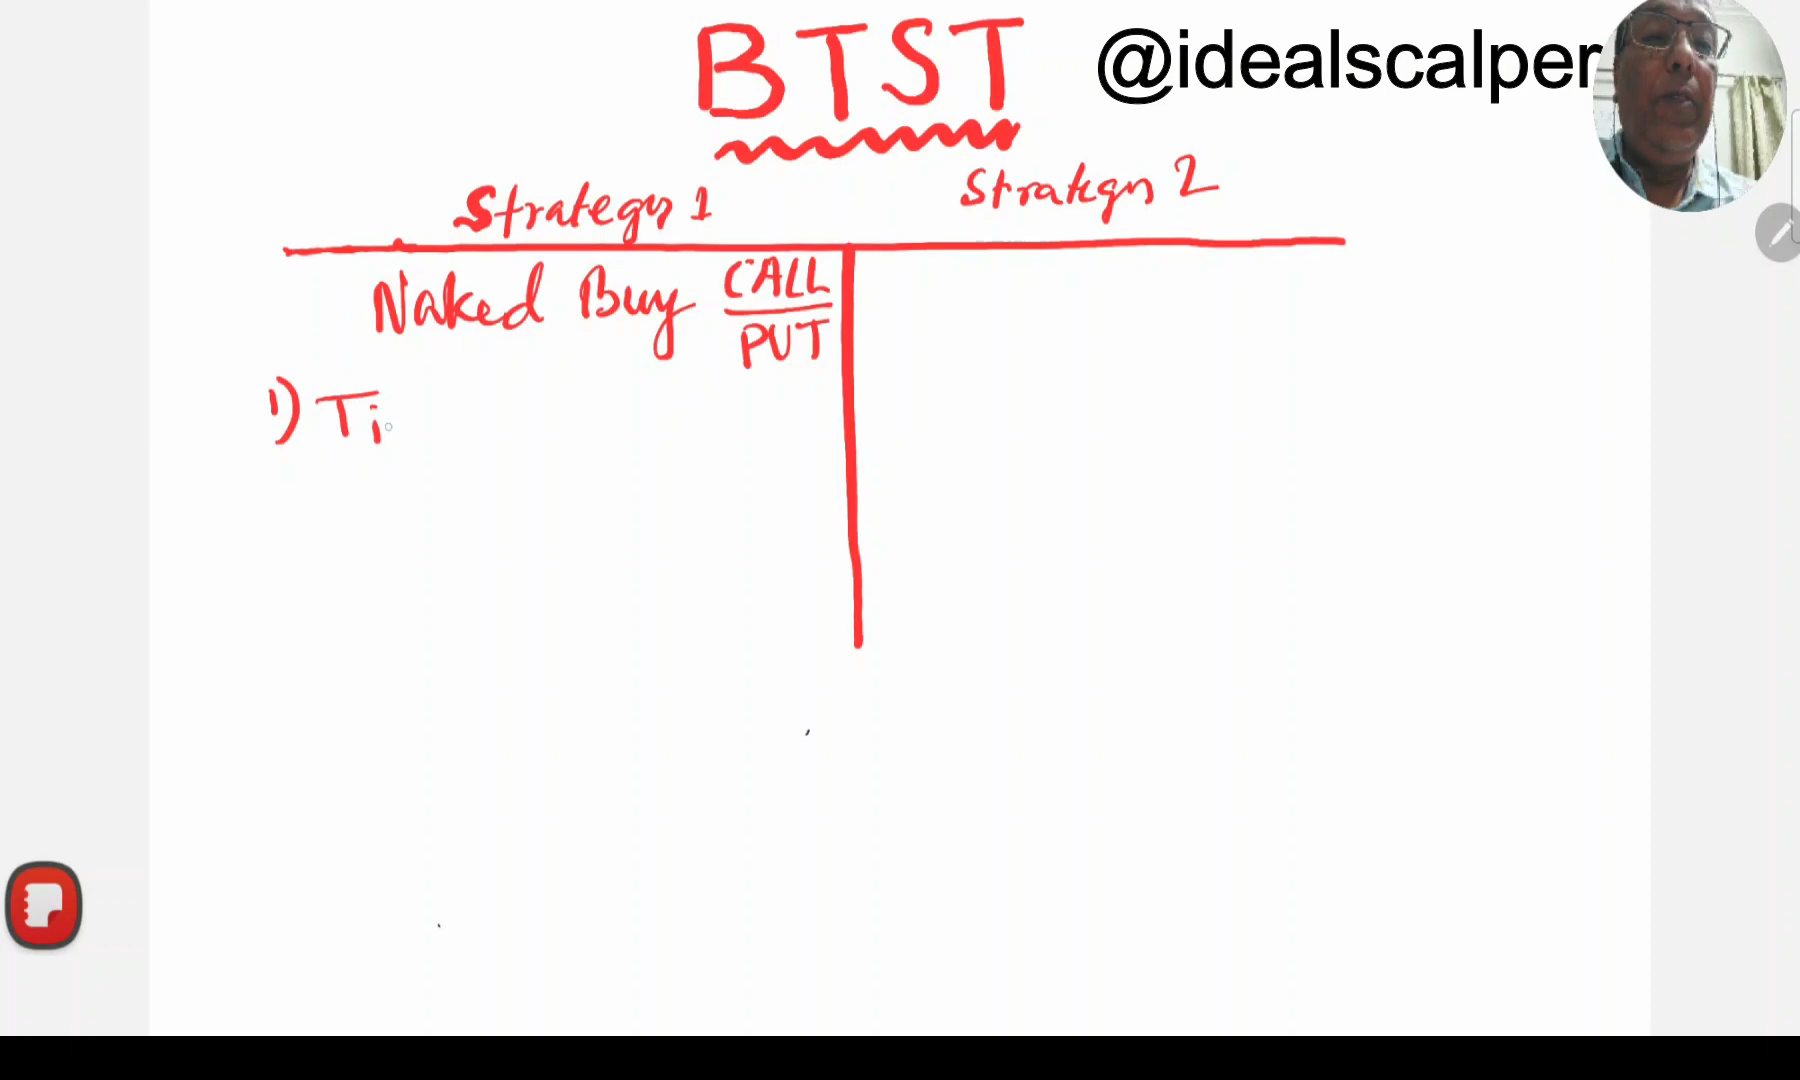 BTST
@idealscalper
Strategy 1
Strategy 2
Naked Buy CALL
PUT
1) Ti